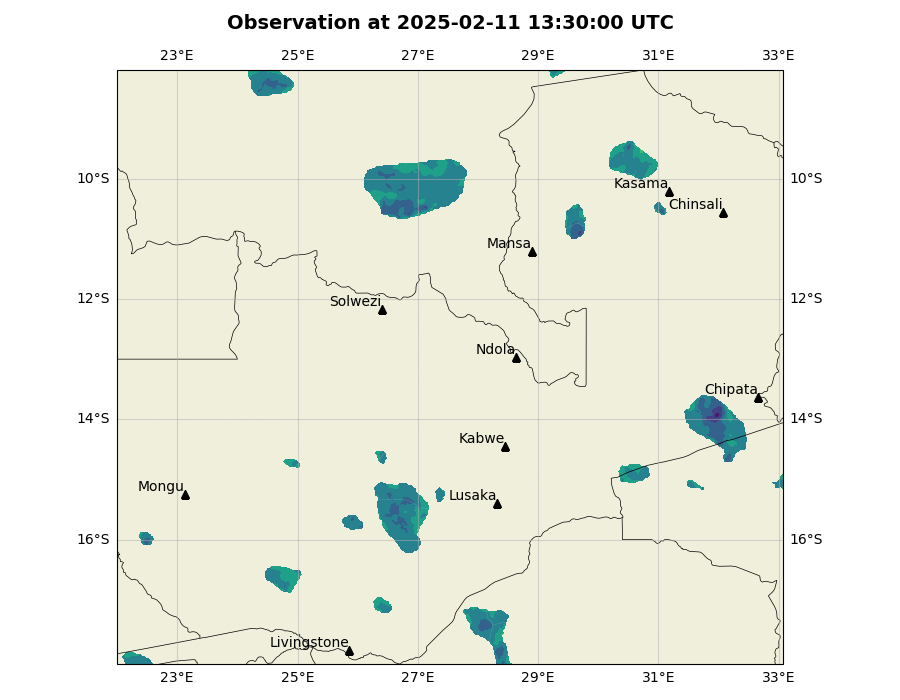 Observation at 2025-02-11 13:30:00 UTC
23°E 25°E 27°E 29°E 31°E 33°E
10°S 10°S
Kasama
Chinsali
Mansa
12°S 12°S
Solwezi
Ndola
Chipata
14°S 14°S
Kabwe
Mongu
Lusaka
16°S 16°S
Livingstone
23°E 25°E 27°E 29°E 31°E 33°E